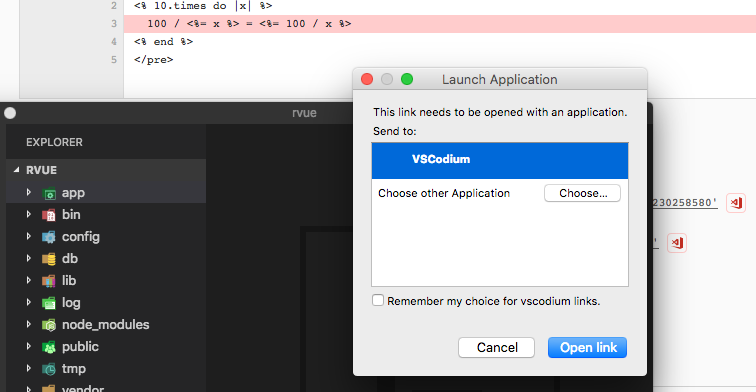 2 <% 10.times do |x| %>
3 100 / <%= x %> = <%= 100 / x %>
4 <% end %>
5 </pre>
Launch Application
This link needs to be opened with an application.
Send to:
VSCodium
Choose other Application Choose...
Remember my choice for vscodium links.
Cancel Open link
rvue
EXPLORER
RVUE
app
bin
config
db
lib
log
node_modules
public
tmp
vendor
230258580'
'